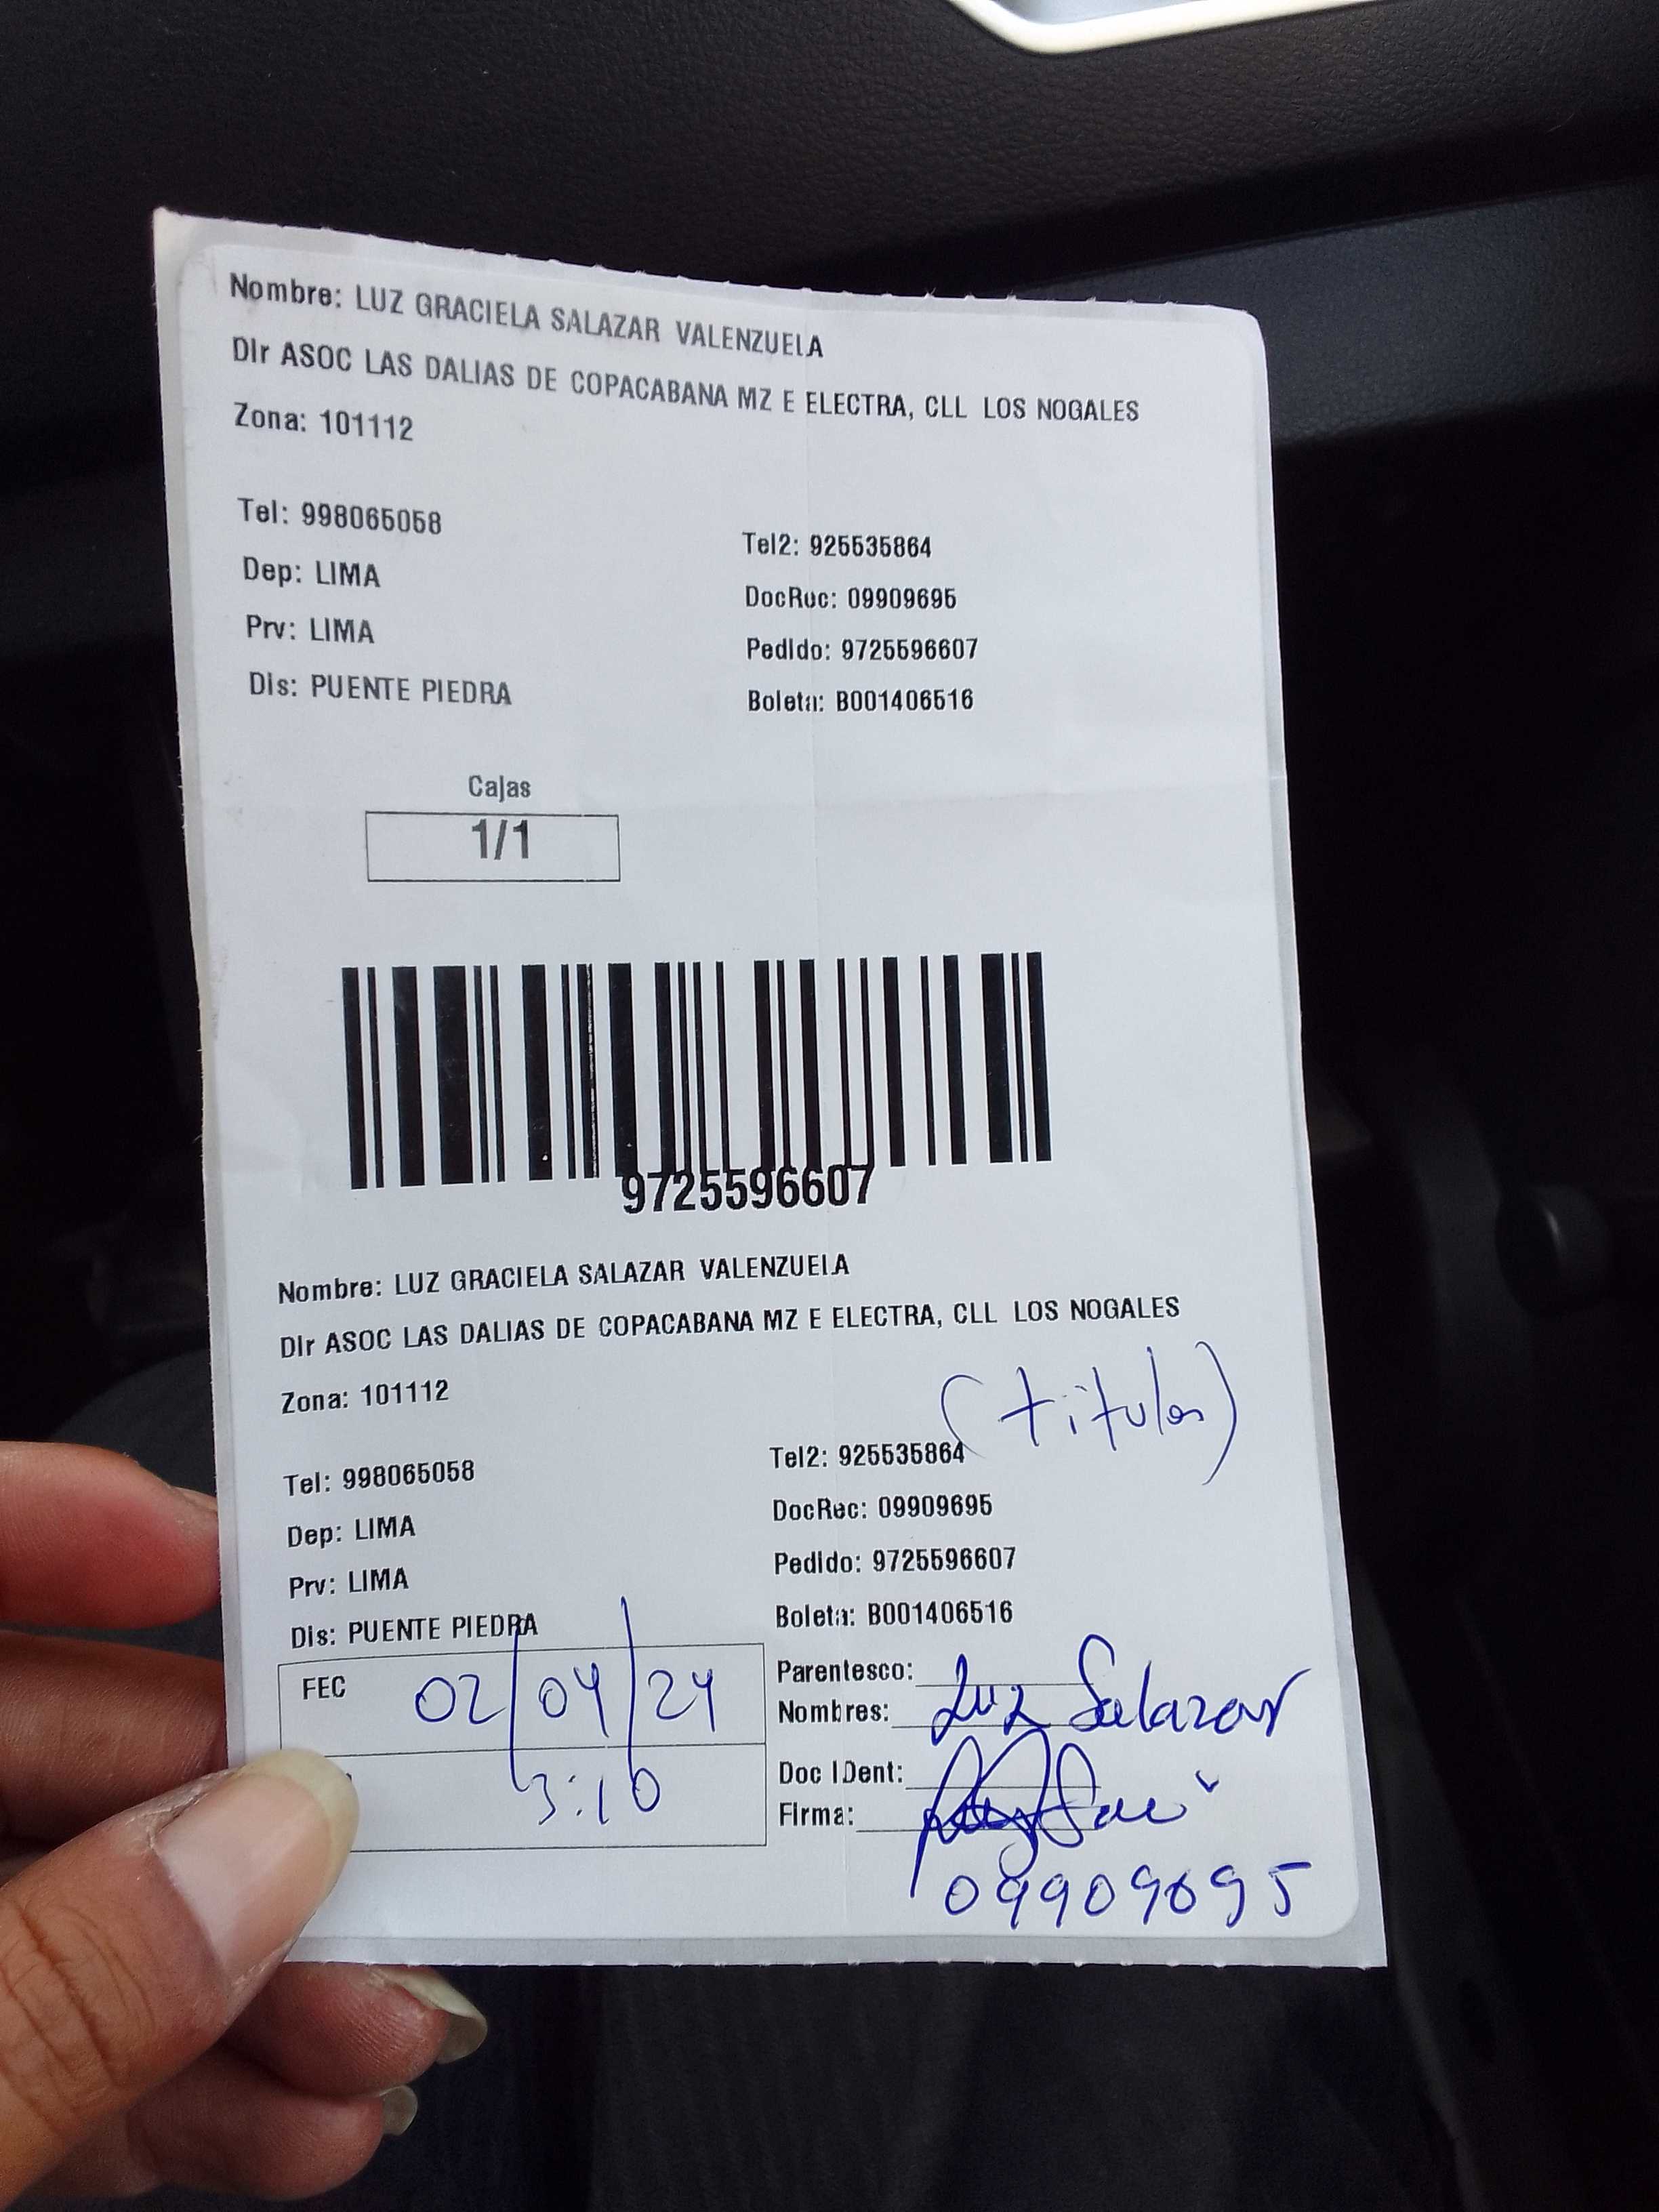 Nombre: LUZ GRACIELA SALAZAR VALENZUELA
Dir ASOC LAS DALIAS DE COPACABANA MZ E ELECTRA, CLL LOS NOGALES
Zona: 101112
Tel: 998065058
Tel2: 925535864
Dep: LIMA
DocRec: 09909695
Prv: LIMA
Pedido: 9725596607
Dis: PUENTE PIEDRA
Boleta: B001406516
Cajas
1/1
9725596607
Nombre: LUZ GRACIELA SALAZAR VALENZUELA
Dir ASOC LAS DALIAS DE COPACABANA MZ E ELECTRA, CLL LOS NOGALES
Zona: 101112
(titular)
Tel: 998065058
Tel2: 925535864
Dep: LIMA
DocRec: 09909695
Prv: LIMA
Pedido: 9725596607
Dis: PUENTE PIEDRA
Boleta: B001406516
FEC 02/04/24
Parentesco:
Nombres: Luz Salazar
3:10
Doc IDent:
Firma:
09909695